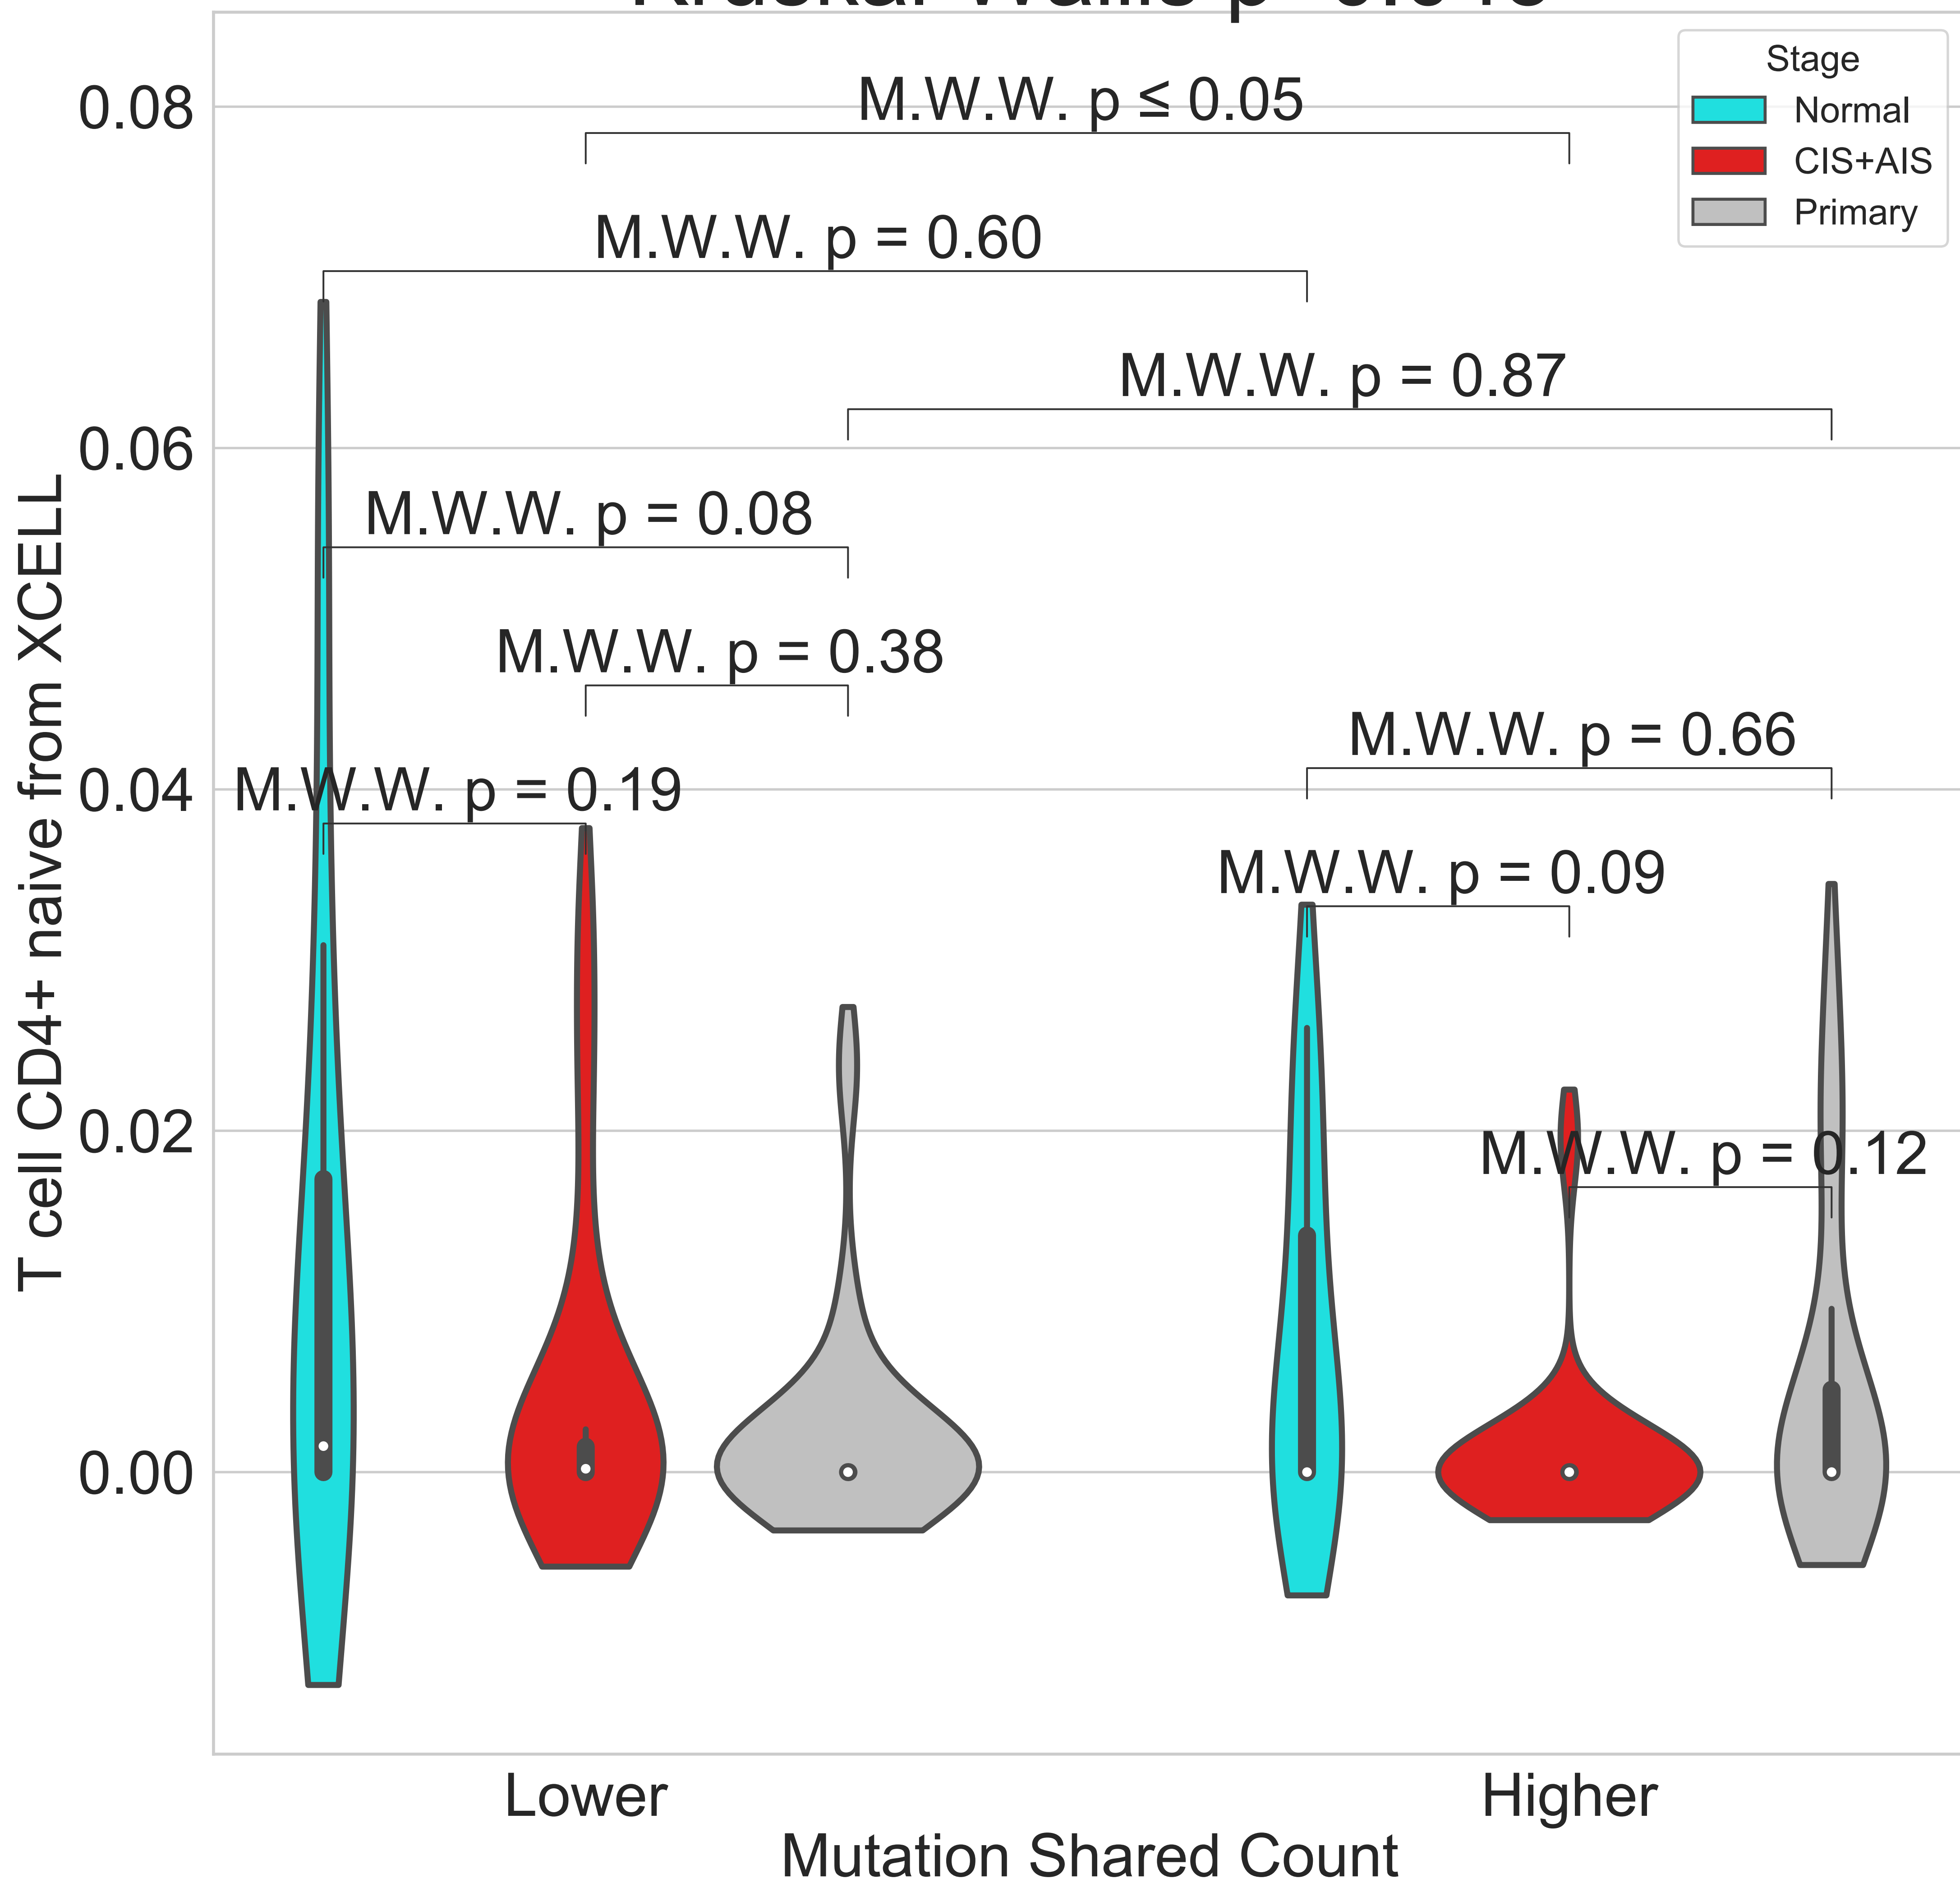 Stage
Normal
CIS+AIS
Primary
M.W.W. p ≤ 0.05
M.W.W. p = 0.60
M.W.W. p = 0.87
M.W.W. p = 0.08
M.W.W. p = 0.38
M.W.W. p = 0.66
M.W.W. p = 0.19
M.W.W. p = 0.09
M.W.W. p = 0.12
0.08
0.06
0.04
0.02
0.00
T cell CD4+ naive from XCELL
Lower
Higher
Mutation Shared Count